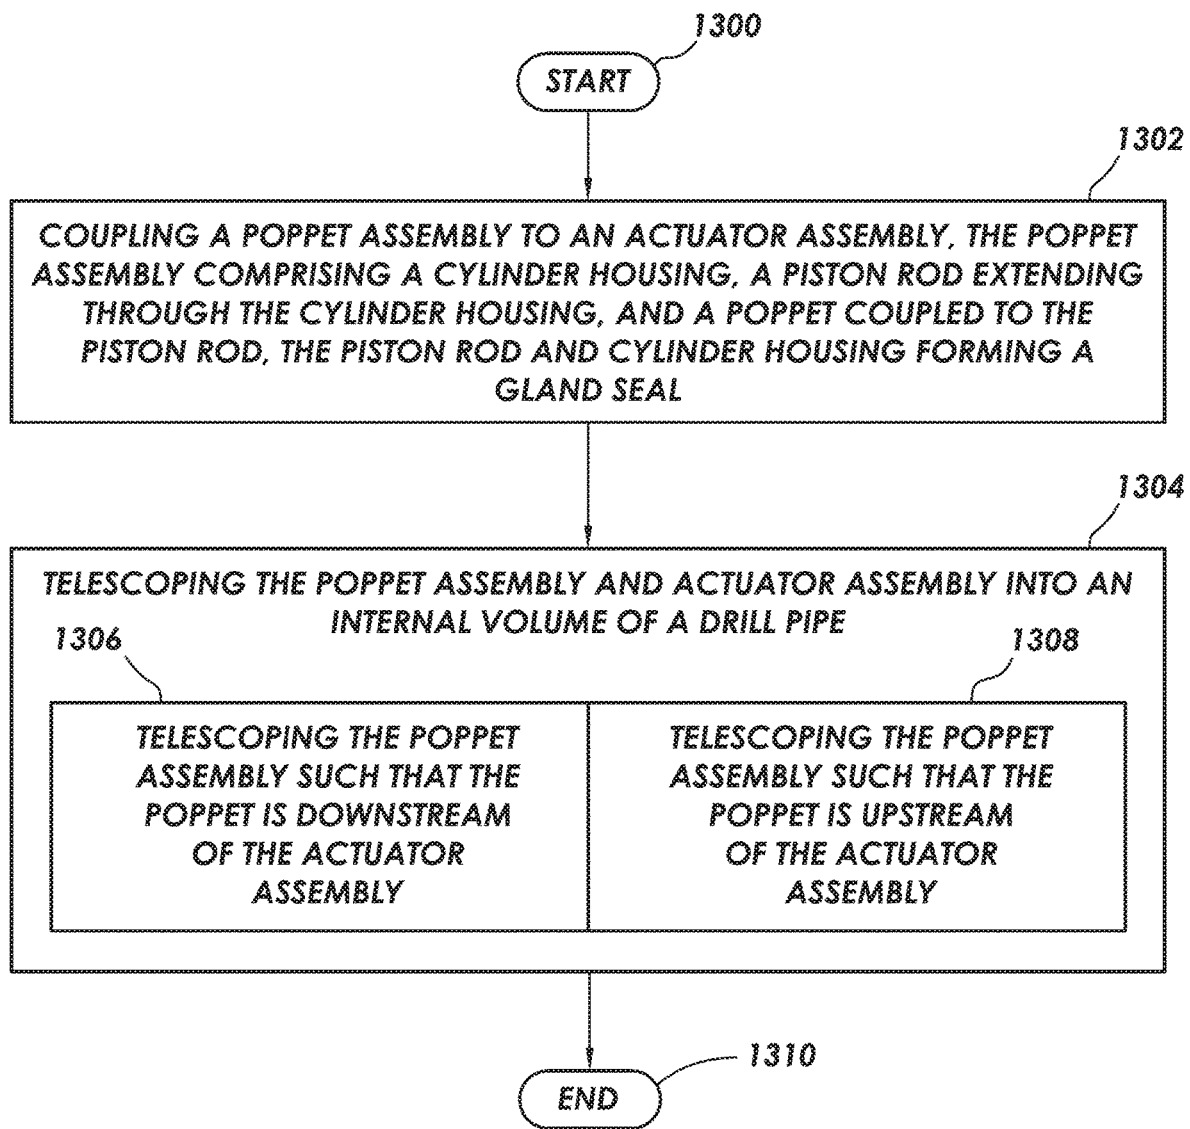 1300
START
1302
COUPLING A POPPET ASSEMBLY TO AN ACTUATOR ASSEMBLY, THE POPPET
ASSEMBLY COMPRISING A CYLINDER HOUSING, A PISTON ROD EXTENDING
THROUGH THE CYLINDER HOUSING, AND A POPPET COUPLED TO THE
PISTON ROD, THE PISTON ROD AND CYLINDER HOUSING FORMING A
GLAND SEAL
1304
TELESCOPING THE POPPET ASSEMBLY AND ACTUATOR ASSEMBLY INTO AN
INTERNAL VOLUME OF A DRILL PIPE
1306
TELESCOPING THE POPPET
ASSEMBLY SUCH THAT THE
POPPET IS DOWNSTREAM
OF THE ACTUATOR
ASSEMBLY
1308
TELESCOPING THE POPPET
ASSEMBLY SUCH THAT THE
POPPET IS UPSTREAM
OF THE ACTUATOR
ASSEMBLY
1310
END